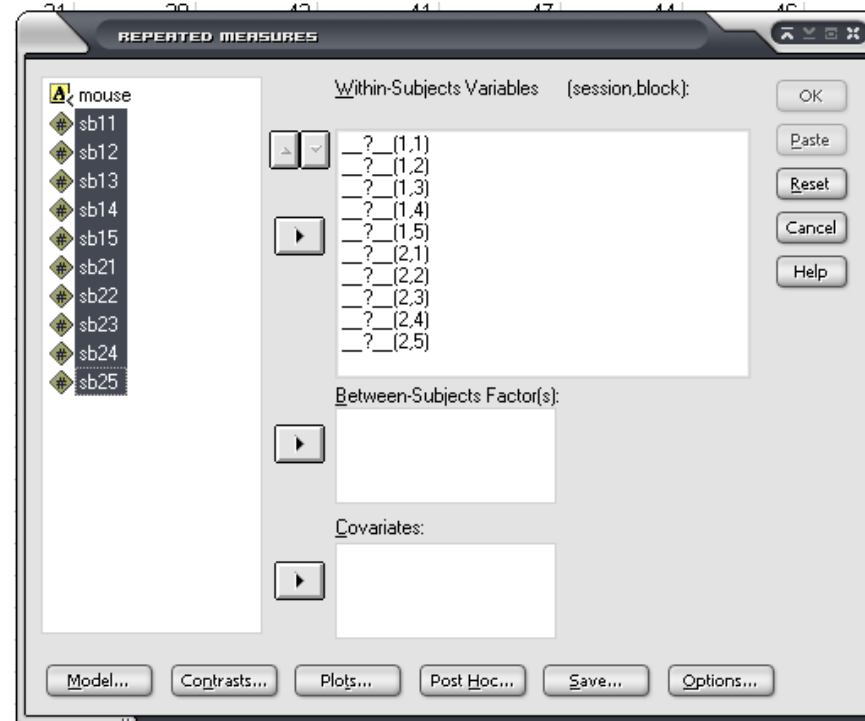 REPEATED MEASURES
mouse
sb11
sb12
sb13
sb14
sb15
sb21
sb22
sb23
sb24
sb25
Within-Subjects Variables (session,block):
__?__(1,1)
__?__(1,2)
__?__(1,3)
__?__(1,4)
__?__(1,5)
__?__(2,1)
__?__(2,2)
__?__(2,3)
__?__(2,4)
__?__(2,5)
Between-Subjects Factor(s):
Covariates:
OK
Paste
Reset
Cancel
Help
Model... Contrasts... Plots... Post Hoc... Save... Options...